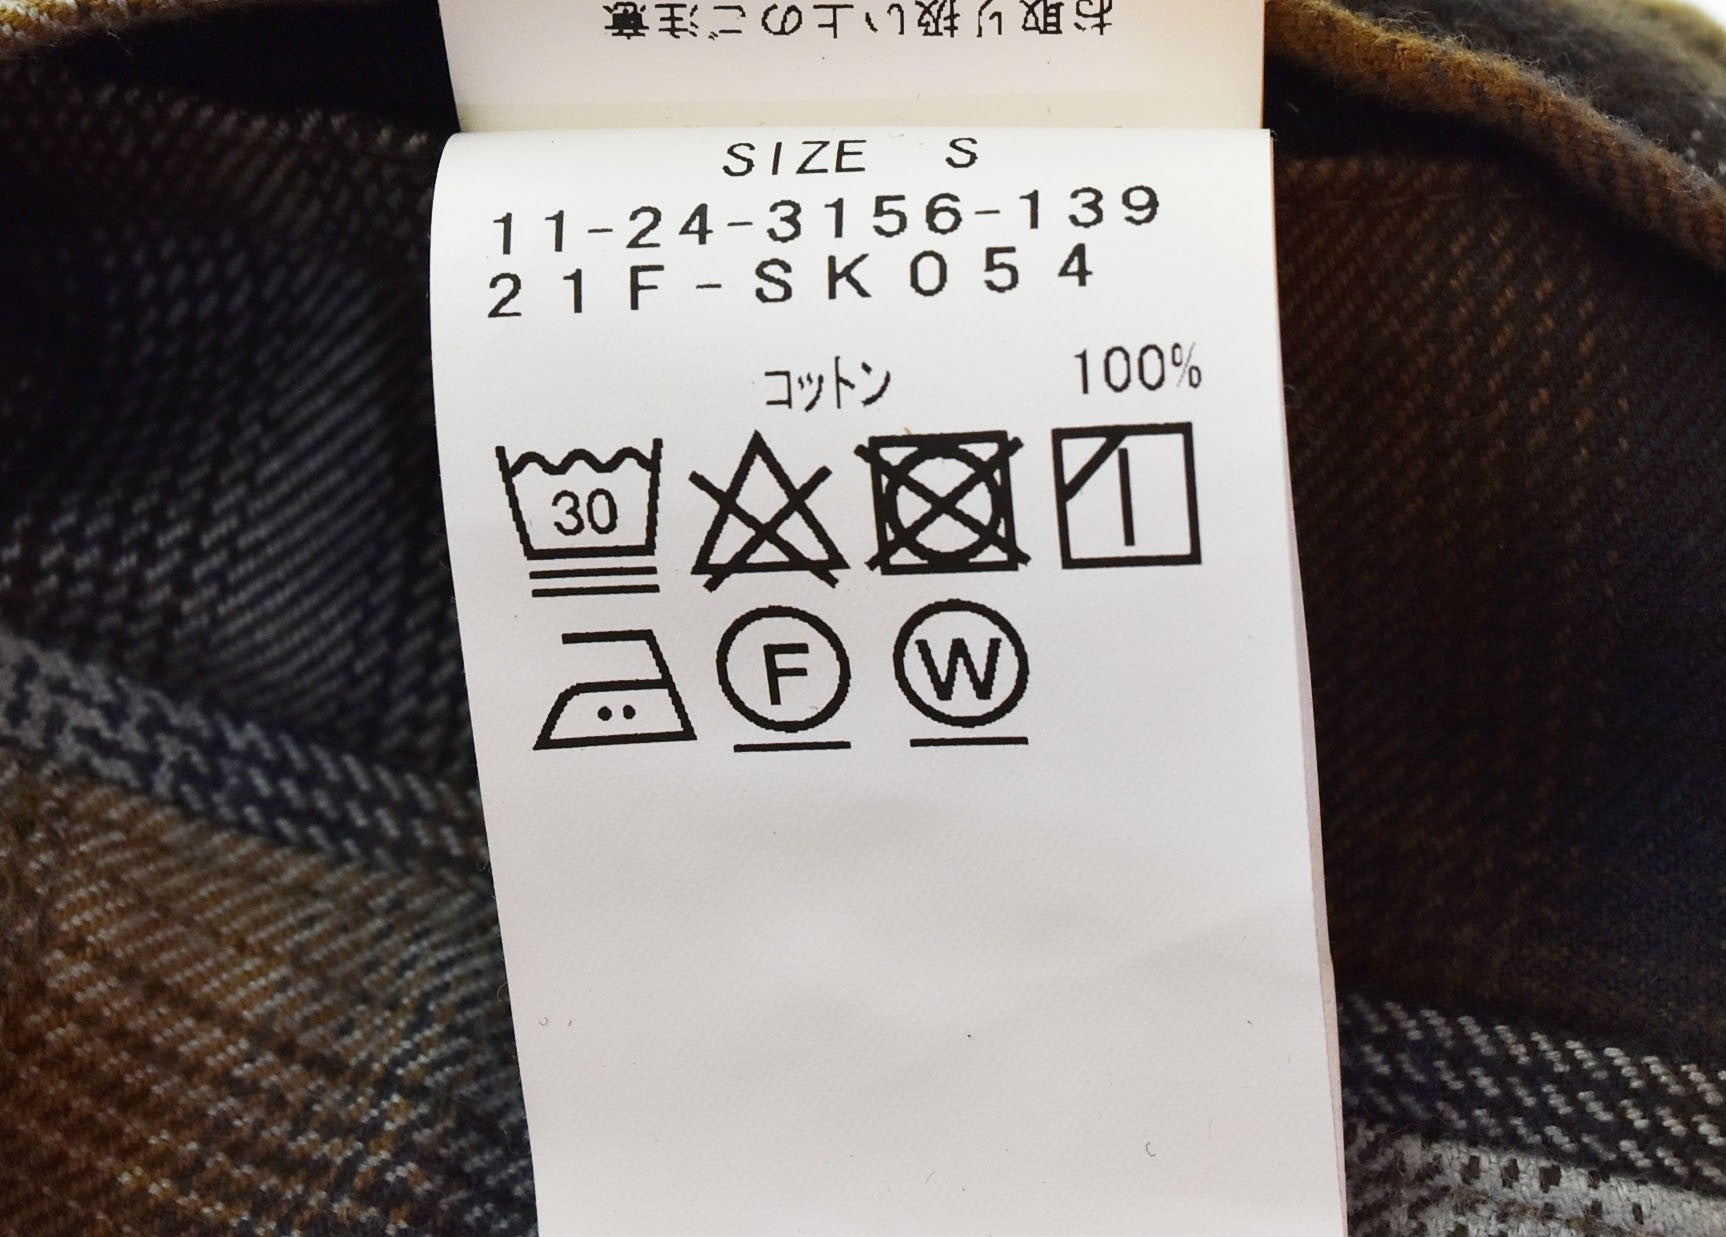 お取り扱い上のご注意
SIZE S
11-24-3156-139
21F-SK054
コットン 100%
30
F
W